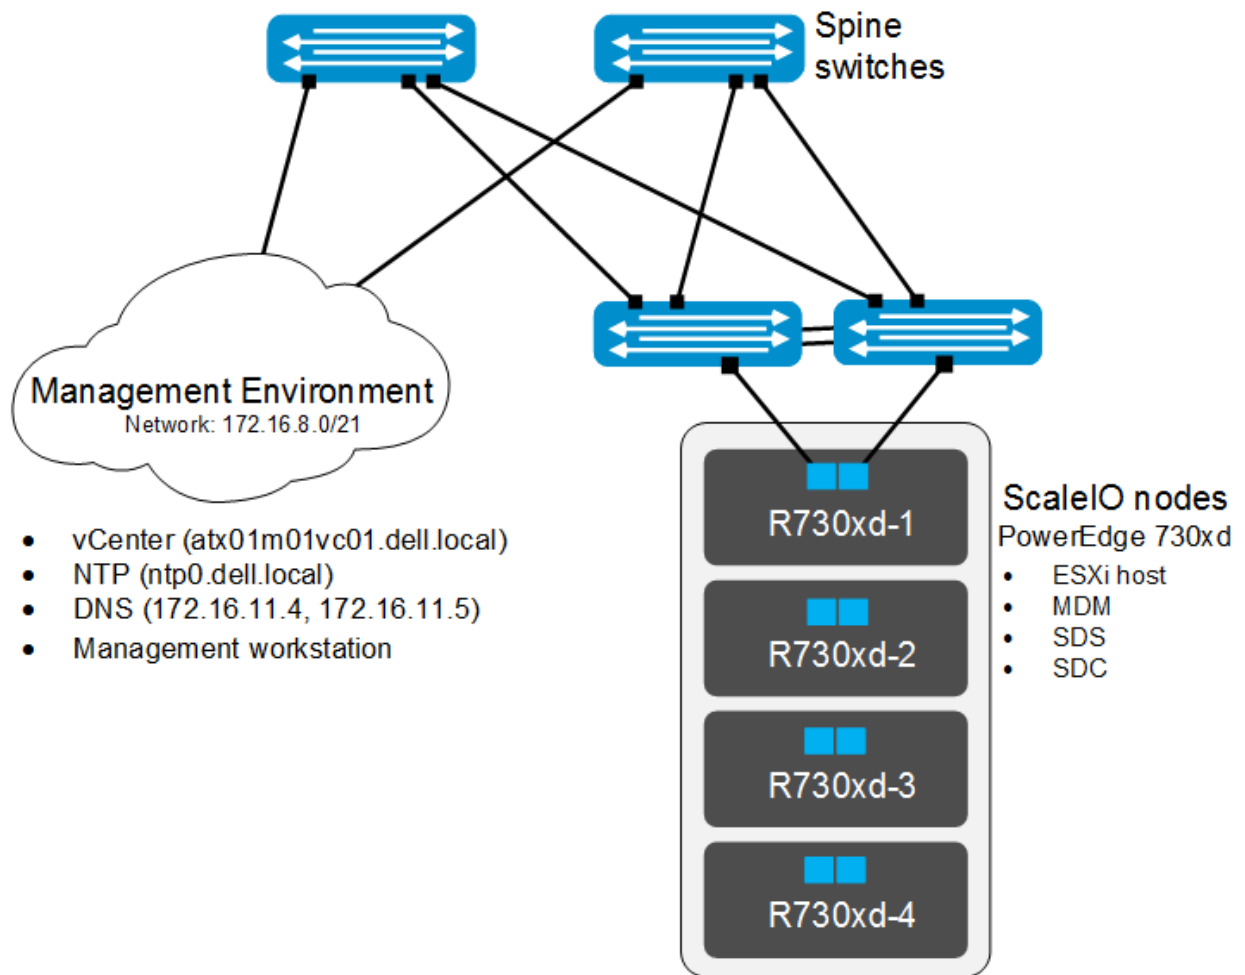 Spine
switches
Management Environment
Network: 172.16.8.0/21
• vCenter (atx01m01vc01.dell.local)
• NTP (ntp0.dell.local)
• DNS (172.16.11.4, 172.16.11.5)
• Management workstation
R730xd-1
R730xd-2
R730xd-3
R730xd-4
ScaleIO nodes
PowerEdge 730xd
• ESXi host
• MDM
• SDS
• SDC